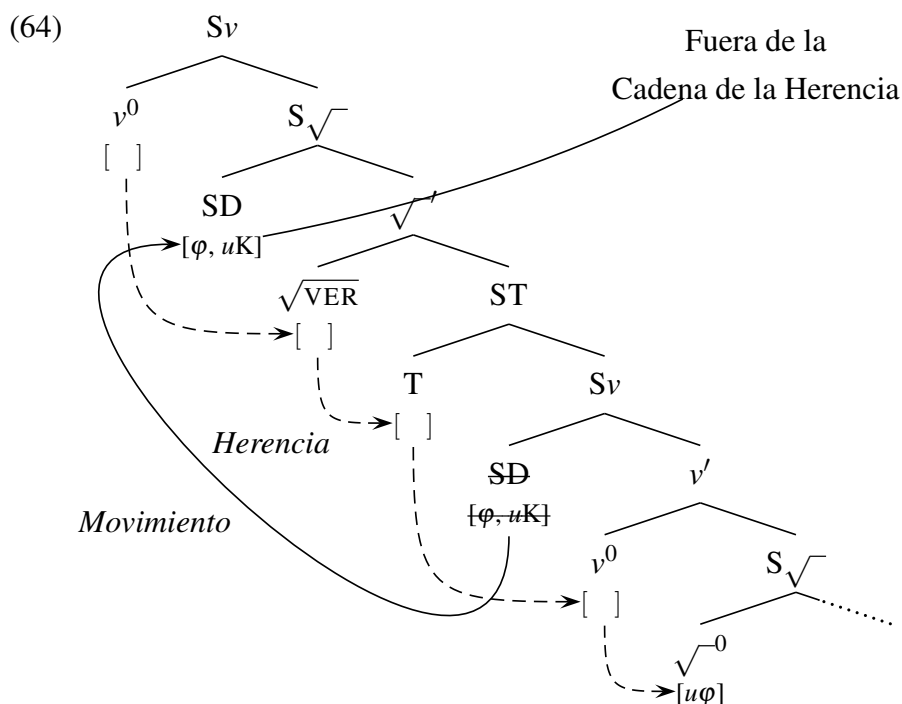 (64)
Sv
Fuera de la
Cadena de la Herencia
v⁰
S√
[ ]
SD
√′
[φ, uK]
√VER
ST
[ ]
T
Sv
[ ]
Herencia
SD
v′
[φ, uK]
Movimiento
v⁰
S√
[ ]
√⁰
[uφ]